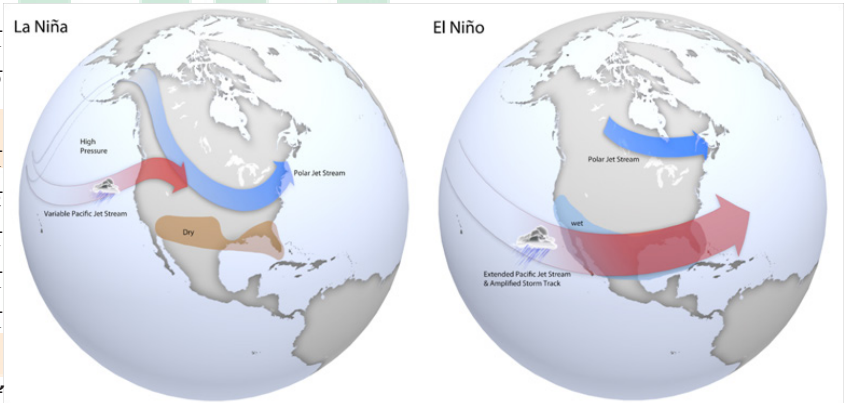 La Niña
High
Pressure
Polar Jet Stream
Variable Pacific Jet Stream
Dry
El Niño
Polar Jet Stream
wet
Extended Pacific Jet Stream
& Amplified Storm Track